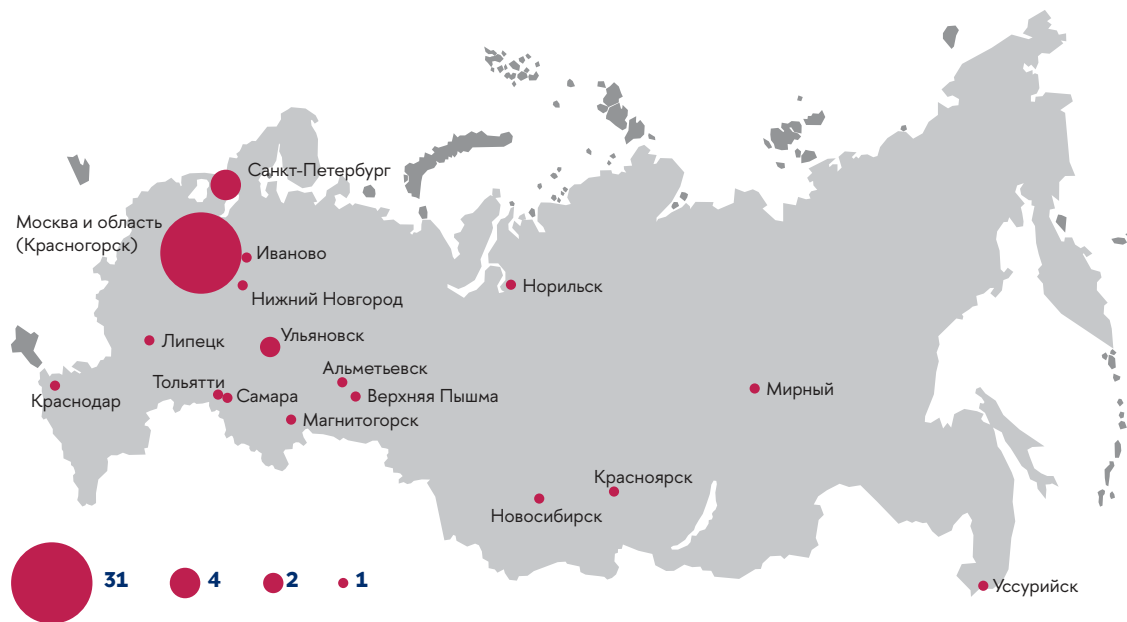 Санкт-Петербург
Москва и область
(Красногорск)
Иваново
Нижний Новгород
Норильск
Липецк
Ульяновск
Альметьевск
Тольятти
Самара
Верхняя Пышма
Мирный
Краснодар
Магнитогорск
Красноярск
Новосибирск
31
4
2
1
Уссурийск